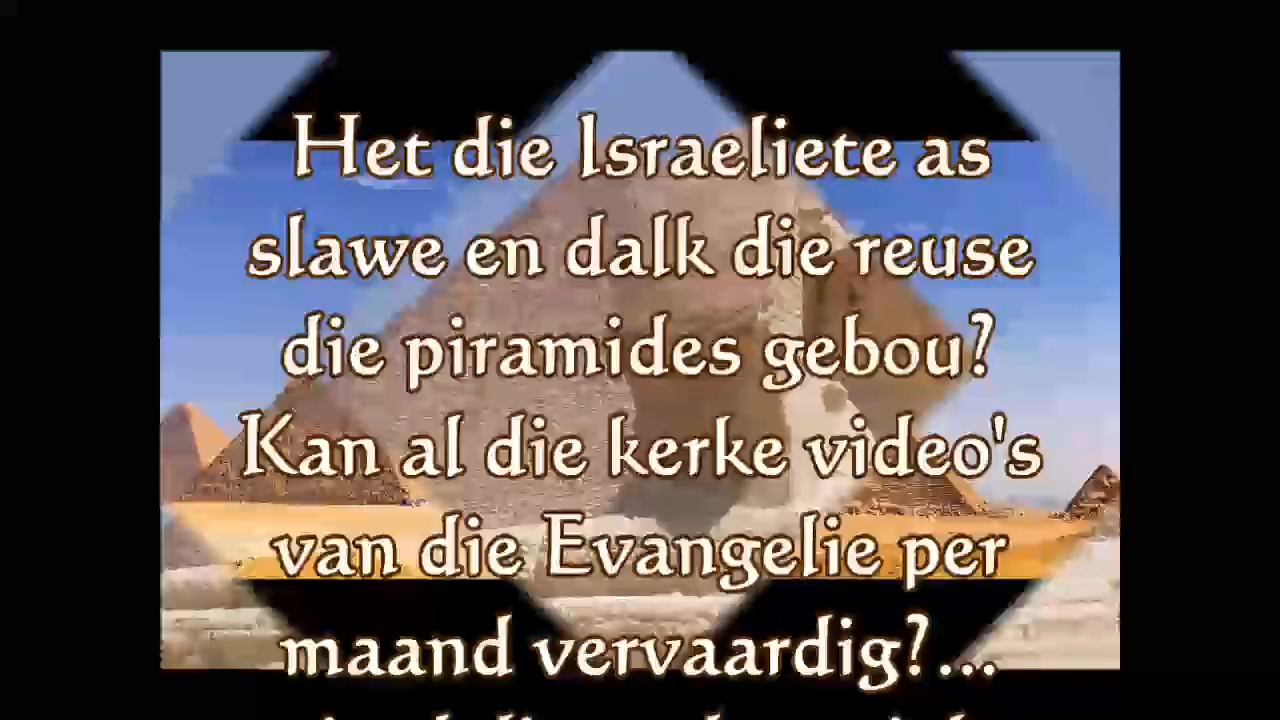 Het die Israeliete as
slawe en dalk die reuse
die piramides gebou?
Kan al die kerke video's
van die Evangelie per
maand vervaardig?...